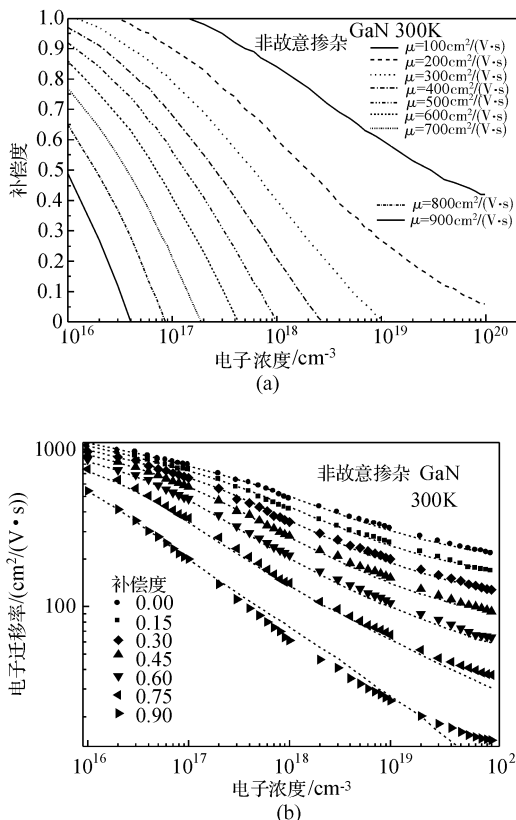 非故意掺杂 GaN 300K
μ=100cm²/(V·s)
μ=200cm²/(V·s)
μ=300cm²/(V·s)
μ=400cm²/(V·s)
μ=500cm²/(V·s)
μ=600cm²/(V·s)
μ=700cm²/(V·s)
μ=800cm²/(V·s)
μ=900cm²/(V·s)
补偿度
1.0
0.9
0.8
0.7
0.6
0.5
0.4
0.3
0.2
0.1
0
10¹⁶ 10¹⁷ 10¹⁸ 10¹⁹ 10²⁰
电子浓度/cm⁻³
(a)
非故意掺杂 GaN
300K
电子迁移率/(cm²/(V·s))
1000
100
补偿度
0.00
0.15
0.30
0.45
0.60
0.75
0.90
10¹⁶ 10¹⁷ 10¹⁸ 10¹⁹ 10²
电子浓度/cm⁻³
(b)